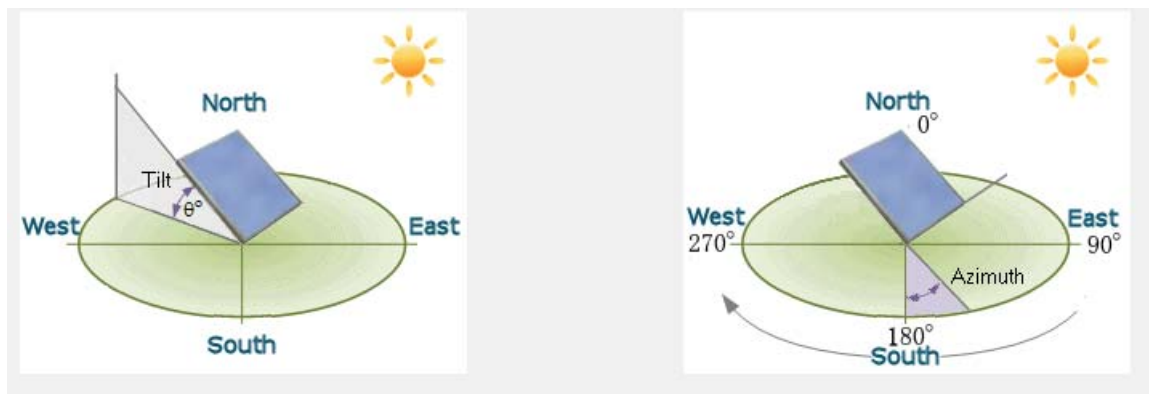 North
Tilt
θ°
West
East
South
North
0°
West
270°
East
90°
Azimuth
180°
South